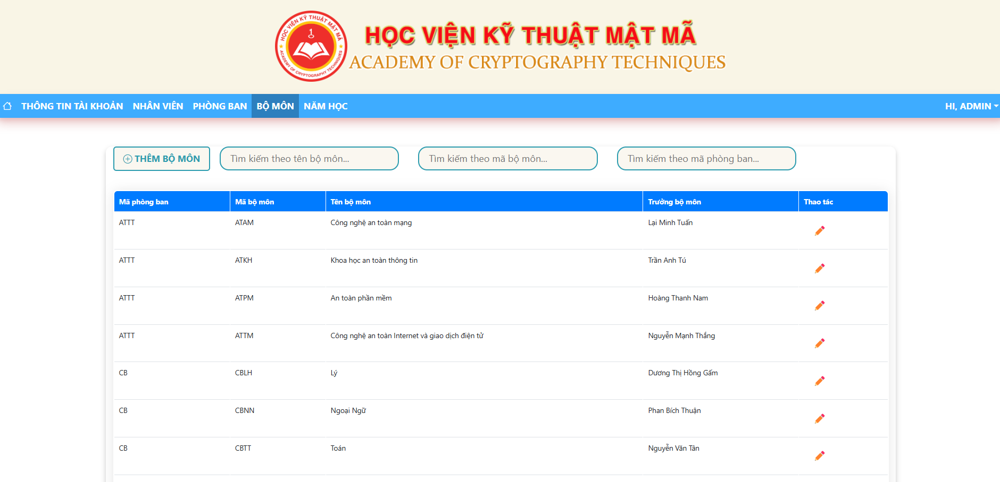 HỌC VIỆN KỸ THUẬT MẬT MÃ
1
ACADEMY OF CRYPTOGRAPHY TECHNIQUES
HỌC VIỆN KỸ THUẬT MẬT MÃ
ACADEMY OF CRYPTOGRAPHY TECHNIQUES
THÔNG TIN TÀI KHOẢN NHÂN VIÊN PHÒNG BAN BỘ MÔN NĂM HỌC HI, ADMIN
THÊM BỘ MÔN Tìm kiếm theo tên bộ môn... Tìm kiếm theo mã bộ môn... Tìm kiếm theo mã phòng ban...
Mã phòng ban Mã bộ môn Tên bộ môn Trưởng bộ môn Thao tác
ATTT ATAM Công nghệ an toàn mạng Lại Minh Tuấn
ATTT ATKH Khoa học an toàn thông tin Trần Anh Tú
ATTT ATPM An toàn phần mềm Hoàng Thanh Nam
ATTT ATTM Công nghệ an toàn Internet và giao dịch điện tử Nguyễn Mạnh Thắng
CB CBLH Lý Dương Thị Hồng Gấm
CB CBNN Ngoại Ngữ Phan Bích Thuận
CB CBTT Toán Nguyễn Văn Tân